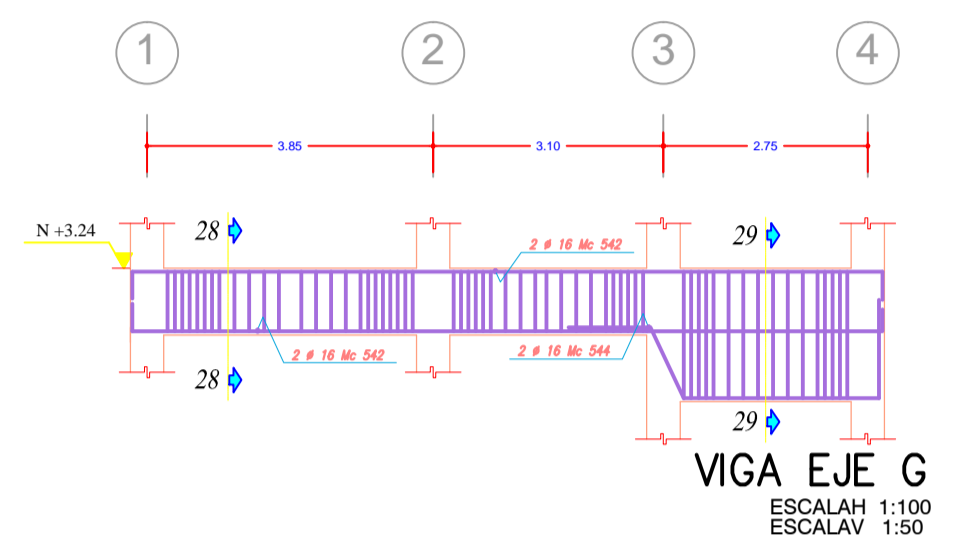 1 2 3 4
3.85 3.10 2.75
N +3.24
28 29
2 Ø 16 Mc 542
2 Ø 16 Mc 542
2 Ø 16 Mc 544
28
29
VIGA EJE G
ESCALAH 1:100
ESCALAV 1:50